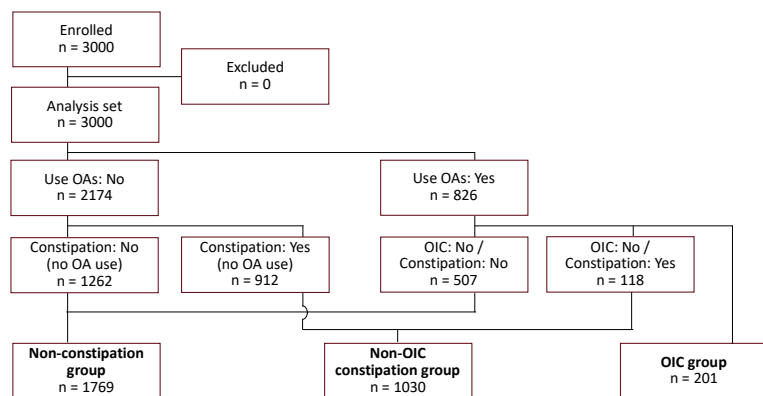 Enrolled
n = 3000
Excluded
n = 0
Analysis set
n = 3000
Use OAs: No
n = 2174
Use OAs: Yes
n = 826
Constipation: No
(no OA use)
n = 1262
Constipation: Yes
(no OA use)
n = 912
OIC: No /
Constipation: No
n = 507
OIC: No /
Constipation: Yes
n = 118
Non-constipation
group
n = 1769
Non-OIC
constipation group
n = 1030
OIC group
n = 201